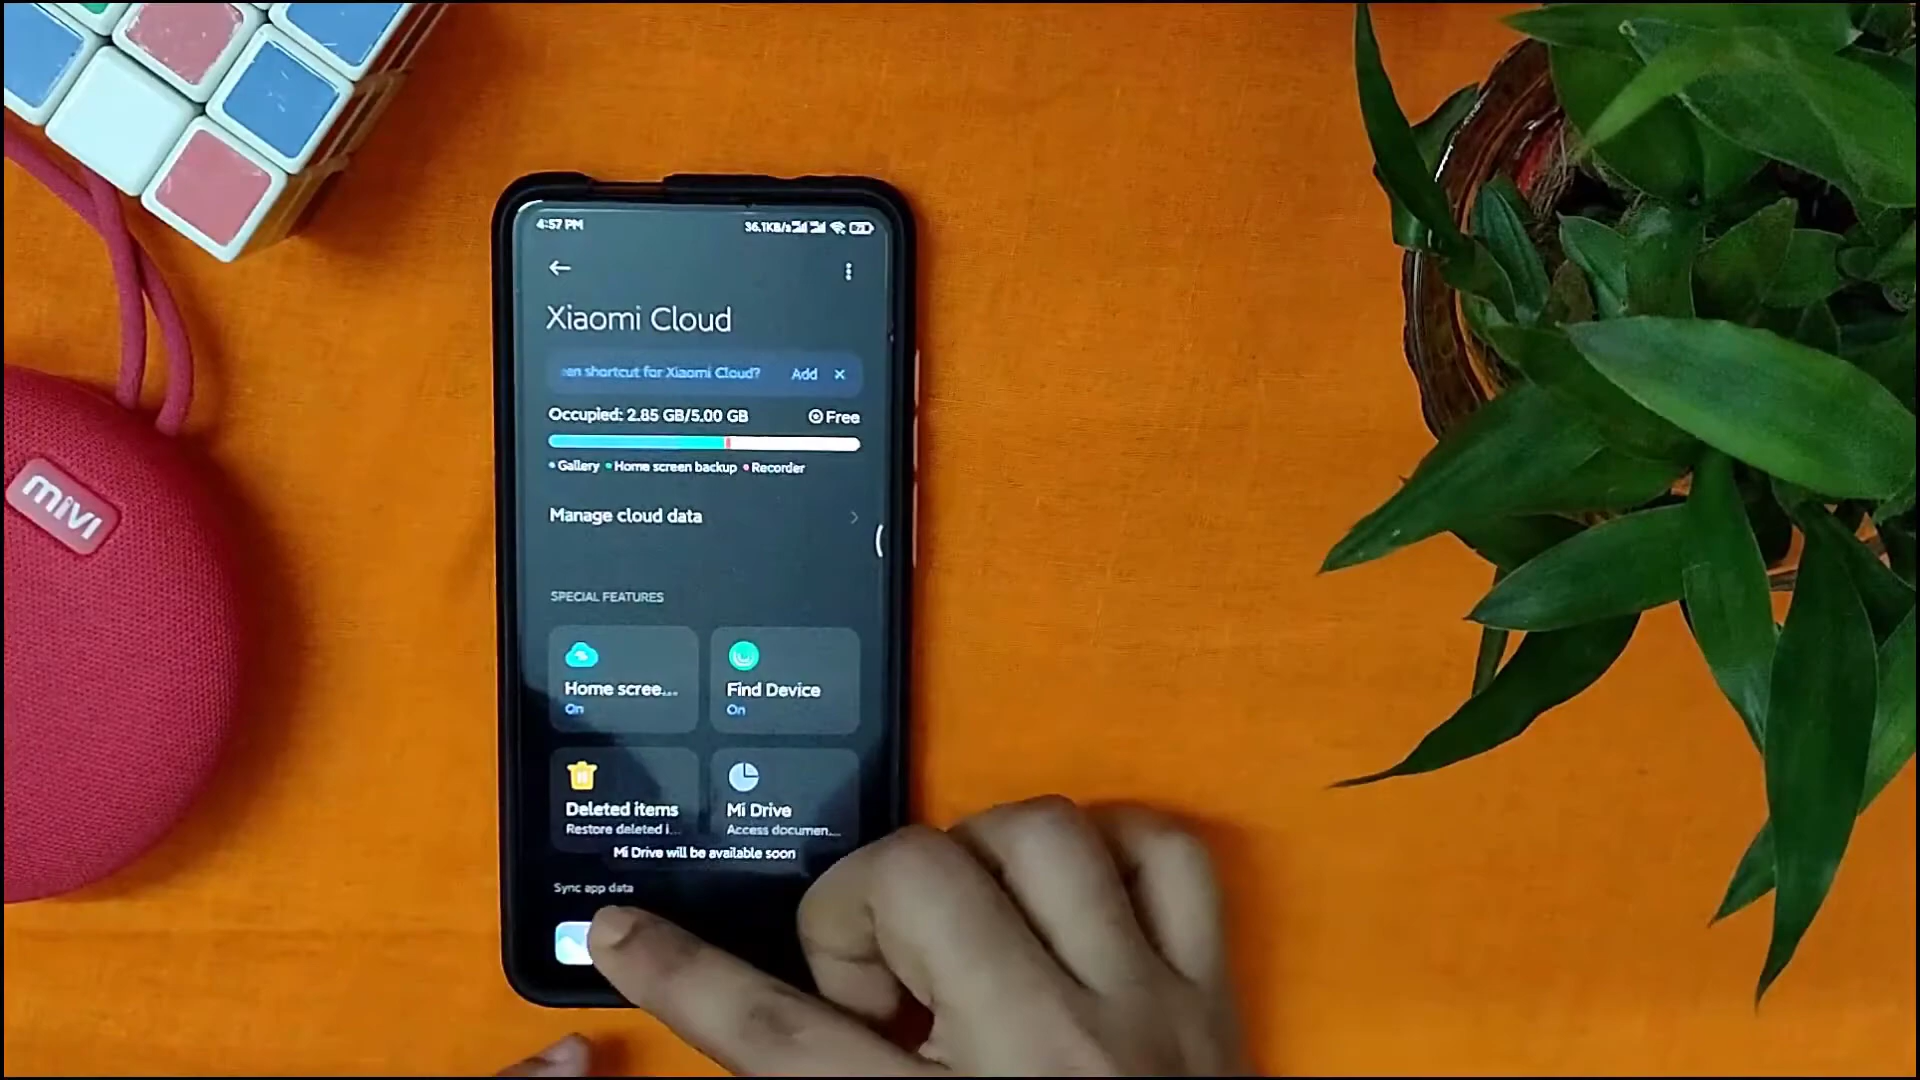 4:57 PM
36.1KB/s
Xiaomi Cloud
en shortcut for Xiaomi Cloud? Add
Occupied: 2.85 GB/5.00 GB Free
Gallery Home screen backup Recorder
Manage cloud data
SPECIAL FEATURES
Home scree...
On
Find Device
On
Deleted items
Restore deleted i...
Mi Drive
Access documen...
Mi Drive will be available soon
Sync app data
mivi